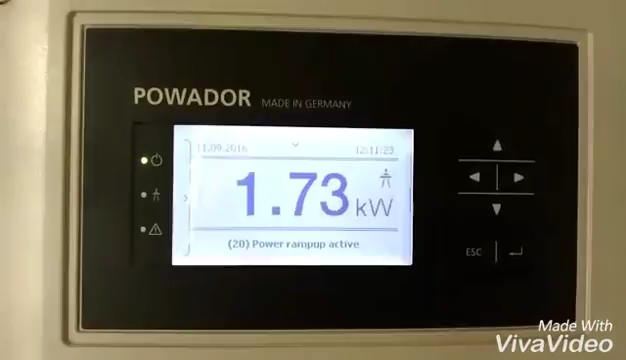 POWADOR MADE IN GERMANY
11.09.2016 12:11:23
1.73 kW
(20) Power rampup active
ESC
Made With
VivaVideo